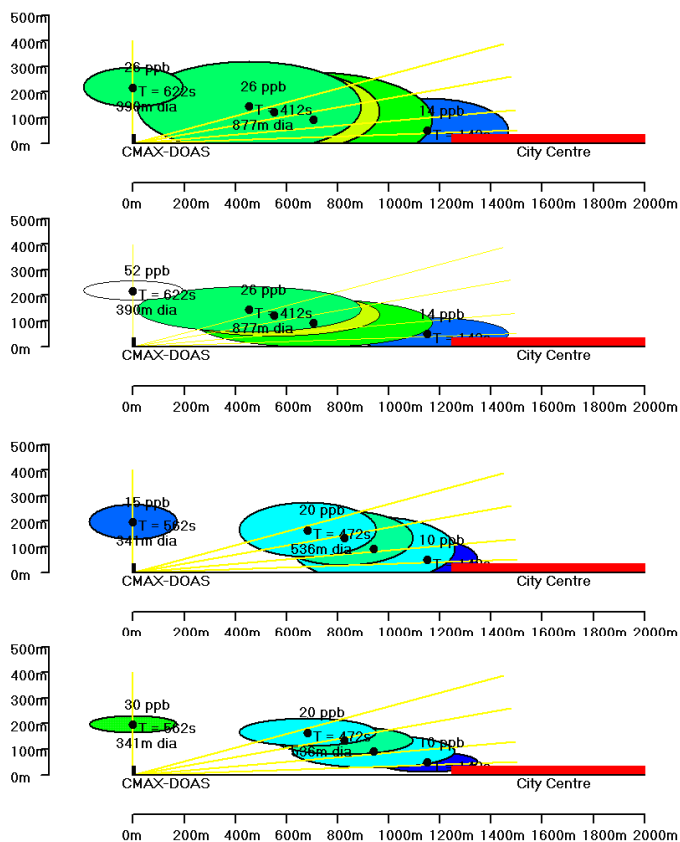 500m
400m
300m
200m
100m
0m
26 ppb
T = 622s
390m dia
26 ppb
T = 412s
877m dia
14 ppb
CMAX-DOAS
City Centre
0m 200m 400m 600m 800m 1000m 1200m 1400m 1600m 1800m 2000m
500m
400m
300m
200m
100m
0m
52 ppb
T = 622s
390m dia
26 ppb
T = 412s
877m dia
14 ppb
CMAX-DOAS
City Centre
0m 200m 400m 600m 800m 1000m 1200m 1400m 1600m 1800m 2000m
500m
400m
300m
200m
100m
0m
15 ppb
T = 562s
341m dia
20 ppb
T = 472s
536m dia
10 ppb
CMAX-DOAS
City Centre
0m 200m 400m 600m 800m 1000m 1200m 1400m 1600m 1800m 2000m
500m
400m
300m
200m
100m
0m
30 ppb
T = 562s
341m dia
20 ppb
T = 472s
536m dia
10 ppb
CMAX-DOAS
City Centre
0m 200m 400m 600m 800m 1000m 1200m 1400m 1600m 1800m 2000m